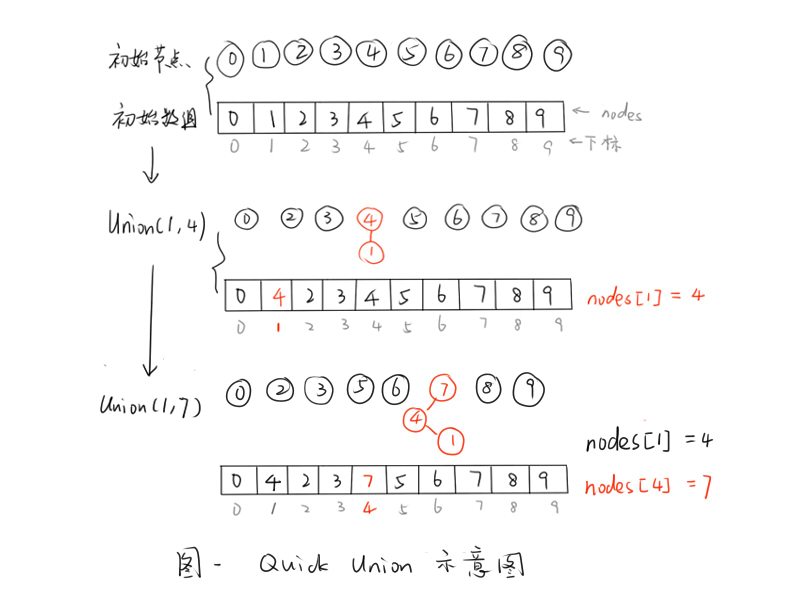 初始节点 0 1 2 3 4 5 6 7 8 9
初始数组 0 1 2 3 4 5 6 7 8 9 ← nodes
0 1 2 3 4 5 6 7 8 9 ← 下标
Union(1,4) 0 2 3 4 5 6 7 8 9
1
0 4 2 3 4 5 6 7 8 9 nodes[1] = 4
0 1 2 3 4 5 6 7 8 9
Union(1,7) 0 2 3 5 6 7 8 9
4
1
nodes[1] = 4
0 4 2 3 7 5 6 7 8 9 nodes[4] = 7
0 1 2 3 4 5 6 7 8 9
图- Quick Union 示意图